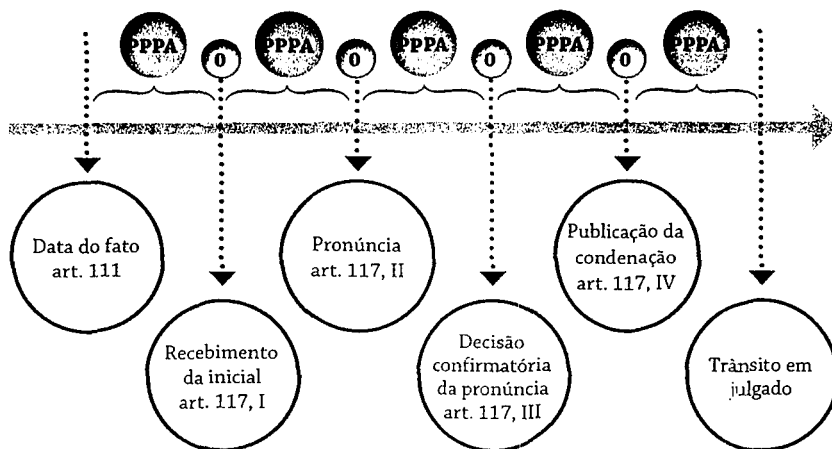 PPPA
0
PPPA
0
PPPA
0
PPPA
0
PPPA
Data do fato
art. 111
Recebimento
da inicial
art. 117, I
Pronúncia
art. 117, II
Decisão
confirmatória
da pronúncia
art. 117, III
Publicação da
condenação
art. 117, IV
Trânsito em
julgado